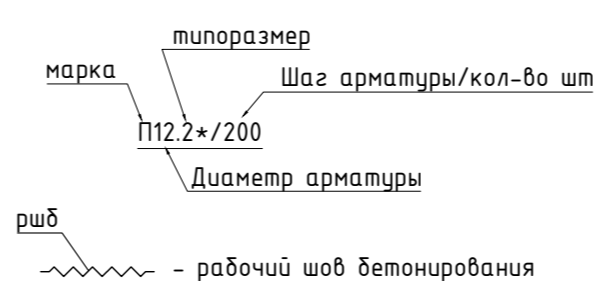 типоразмер
марка
Шаг арматуры/кол-во шт
П12.2*/200
Диаметр арматуры
ршб
- рабочий шов бетонирования